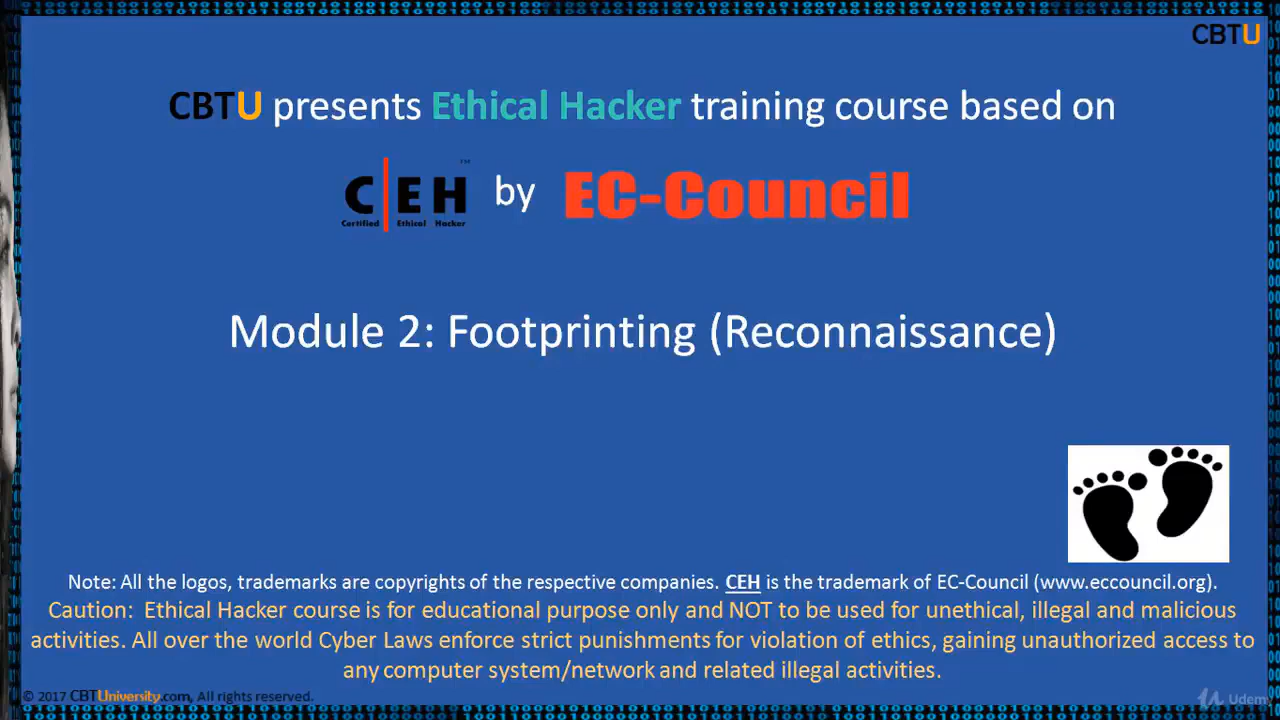 CBTU
CBTU presents Ethical Hacker training course based on
CEH™ by EC-Council
Certified Ethical Hacker
Module 2: Footprinting (Reconnaissance)
Note: All the logos, trademarks are copyrights of the respective companies. CEH is the trademark of EC-Council (www.eccouncil.org).
Caution: Ethical Hacker course is for educational purpose only and NOT to be used for unethical, illegal and malicious
activities. All over the world Cyber Laws enforce strict punishments for violation of ethics, gaining unauthorized access to
any computer system/network and related illegal activities.
© 2017 CBTUniversity.com, All rights reserved.
Udemy